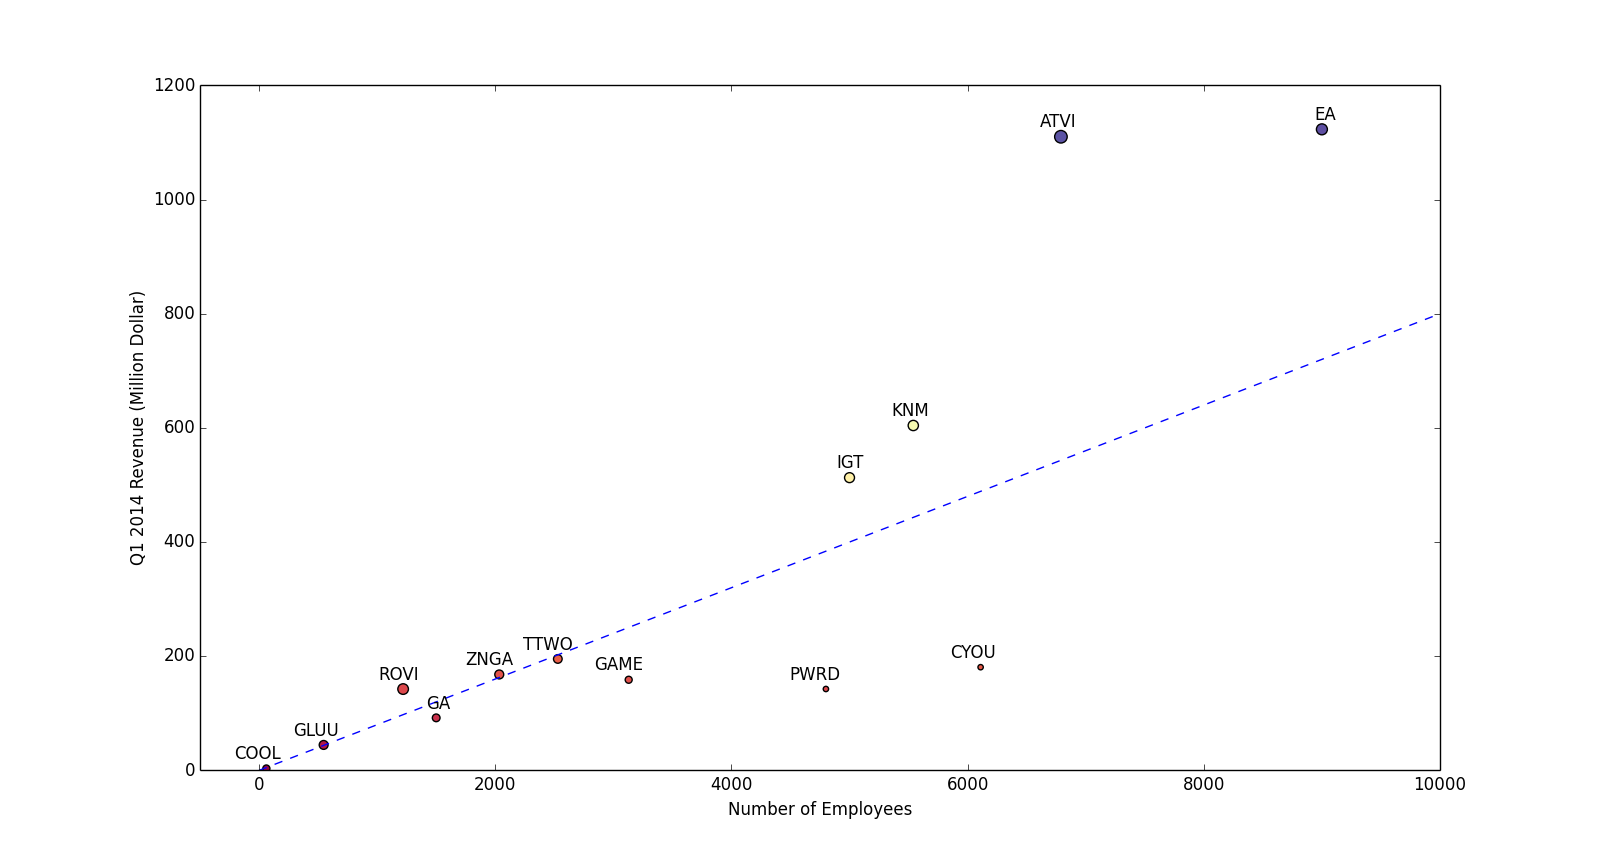 1200
ATVI
EA
1000
800
KNM
600
IGT
400
TTWO
200
ZNGA
GAME
CYOU
ROVI
PWRD
GA
GLUU
COOL
0
0 2000 4000 6000 8000 10000
Number of Employees
Q1 2014 Revenue (Million Dollar)